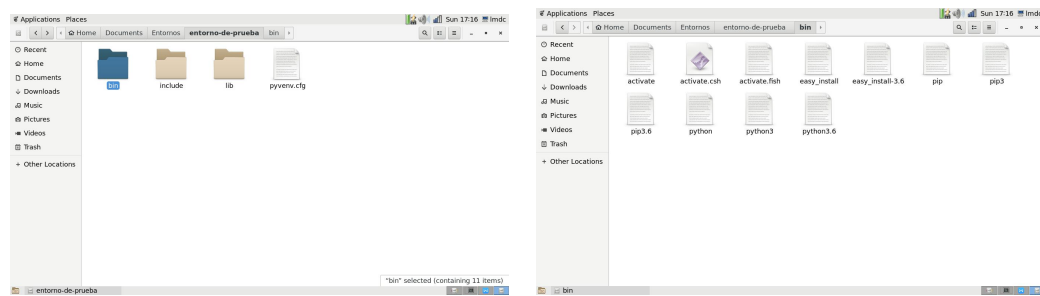 Applications Places Sun 17:16 lmdc
Home Documents Entornos entorno-de-prueba bin
Recent
Home
Documents
Downloads
Music
Pictures
Videos
Trash
+ Other Locations
bin include lib pyvenv.cfg
"bin" selected (containing 11 items)
entorno-de-prueba
Applications Places Sun 17:16 lmdc
Home Documents Entornos entorno-de-prueba bin
Recent
Home
Documents
Downloads
Music
Pictures
Videos
Trash
+ Other Locations
activate activate.csh activate.fish easy_install easy_install-3.6 pip pip3
pip3.6 python python3 python3.6
bin